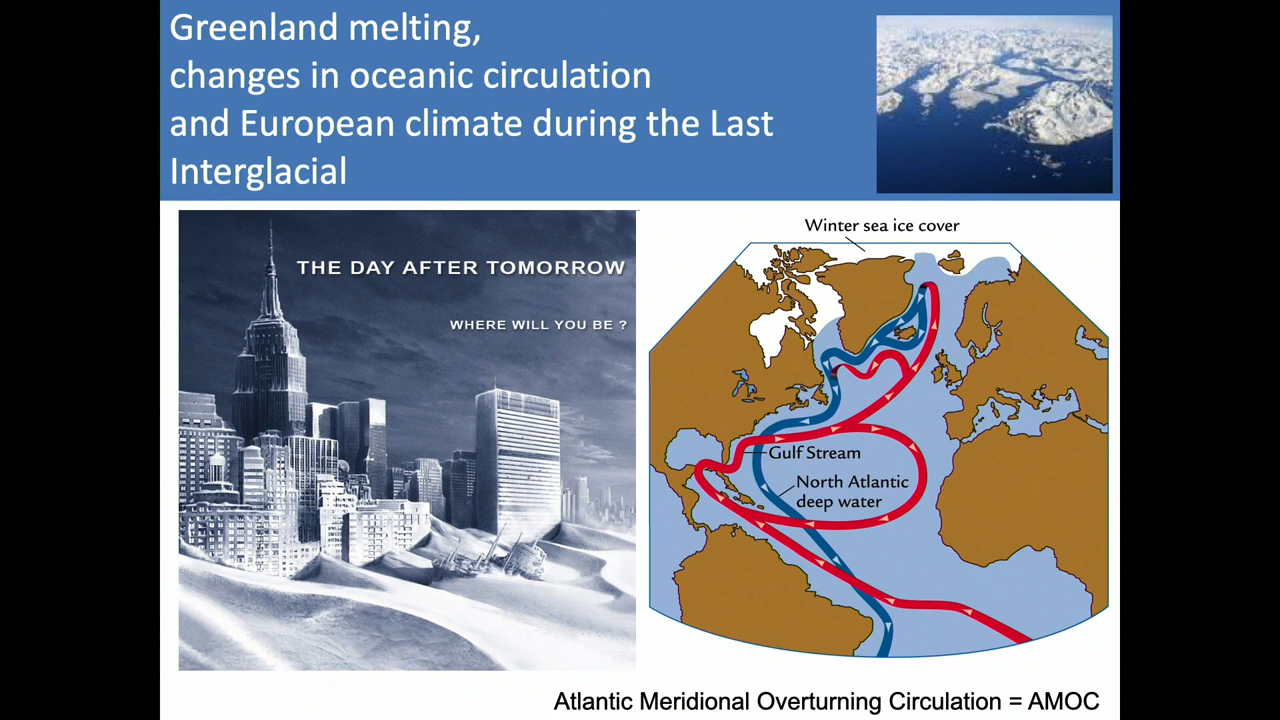 Greenland melting,
changes in oceanic circulation
and European climate during the Last
Interglacial
THE DAY AFTER TOMORROW
WHERE WILL YOU BE ?
Winter sea ice cover
Gulf Stream
North Atlantic
deep water
Atlantic Meridional Overturning Circulation = AMOC